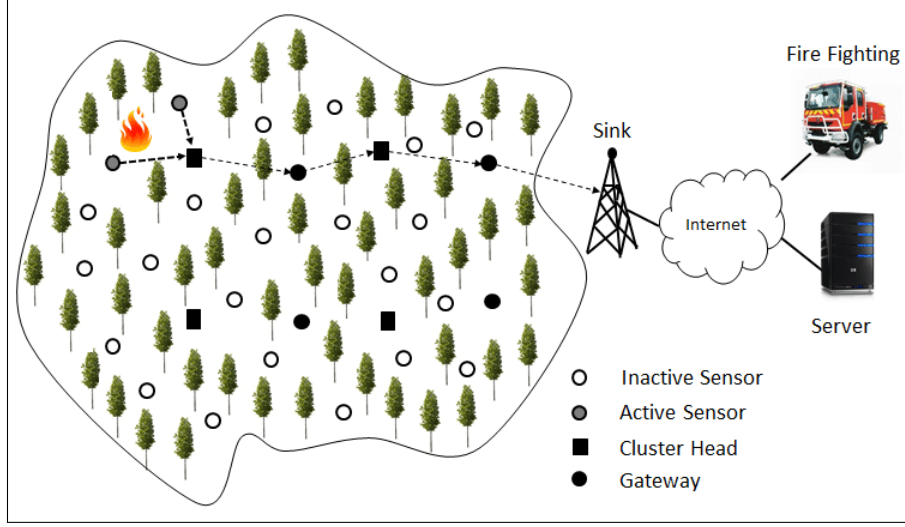 Fire Fighting
Sink
Internet
Server
Inactive Sensor
Active Sensor
Cluster Head
Gateway